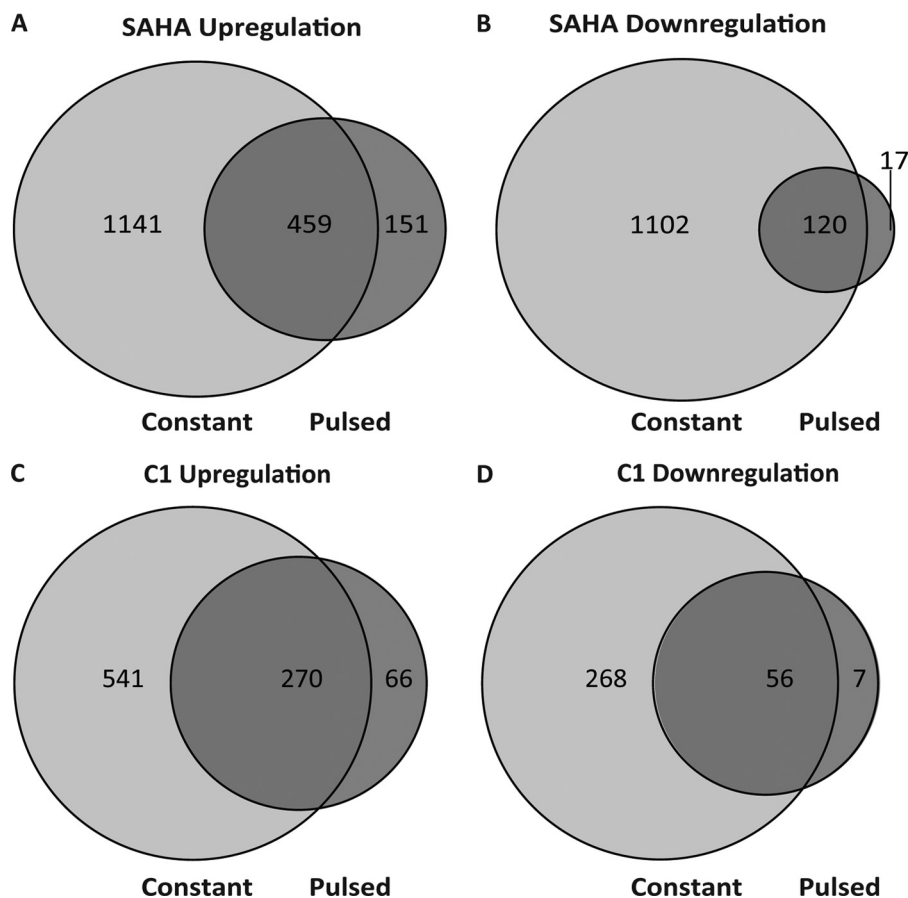 A SAHA Upregulation
1141 459 151
Constant Pulsed
B SAHA Downregulation
17
1102 120
Constant Pulsed
C C1 Upregulation
541 270 66
Constant Pulsed
D C1 Downregulation
268 56 7
Constant Pulsed